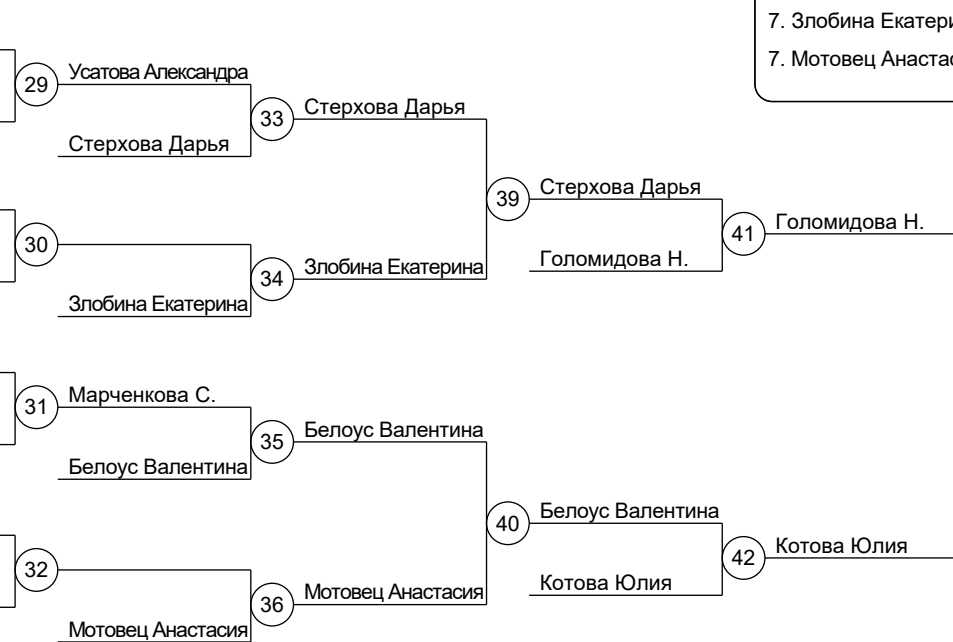 7. Злобина Екатери
7. Мотовец Анаста
29
Усатова Александра
33
Стерхова Дарья
Стерхова Дарья
39
Стерхова Дарья
41
Голомидова Н.
30
34
Злобина Екатерина
Голомидова Н.
Злобина Екатерина
31
Марченкова С.
35
Белоус Валентина
Белоус Валентина
40
Белоус Валентина
42
Котова Юлия
32
36
Мотовец Анастасия
Котова Юлия
Мотовец Анастасия